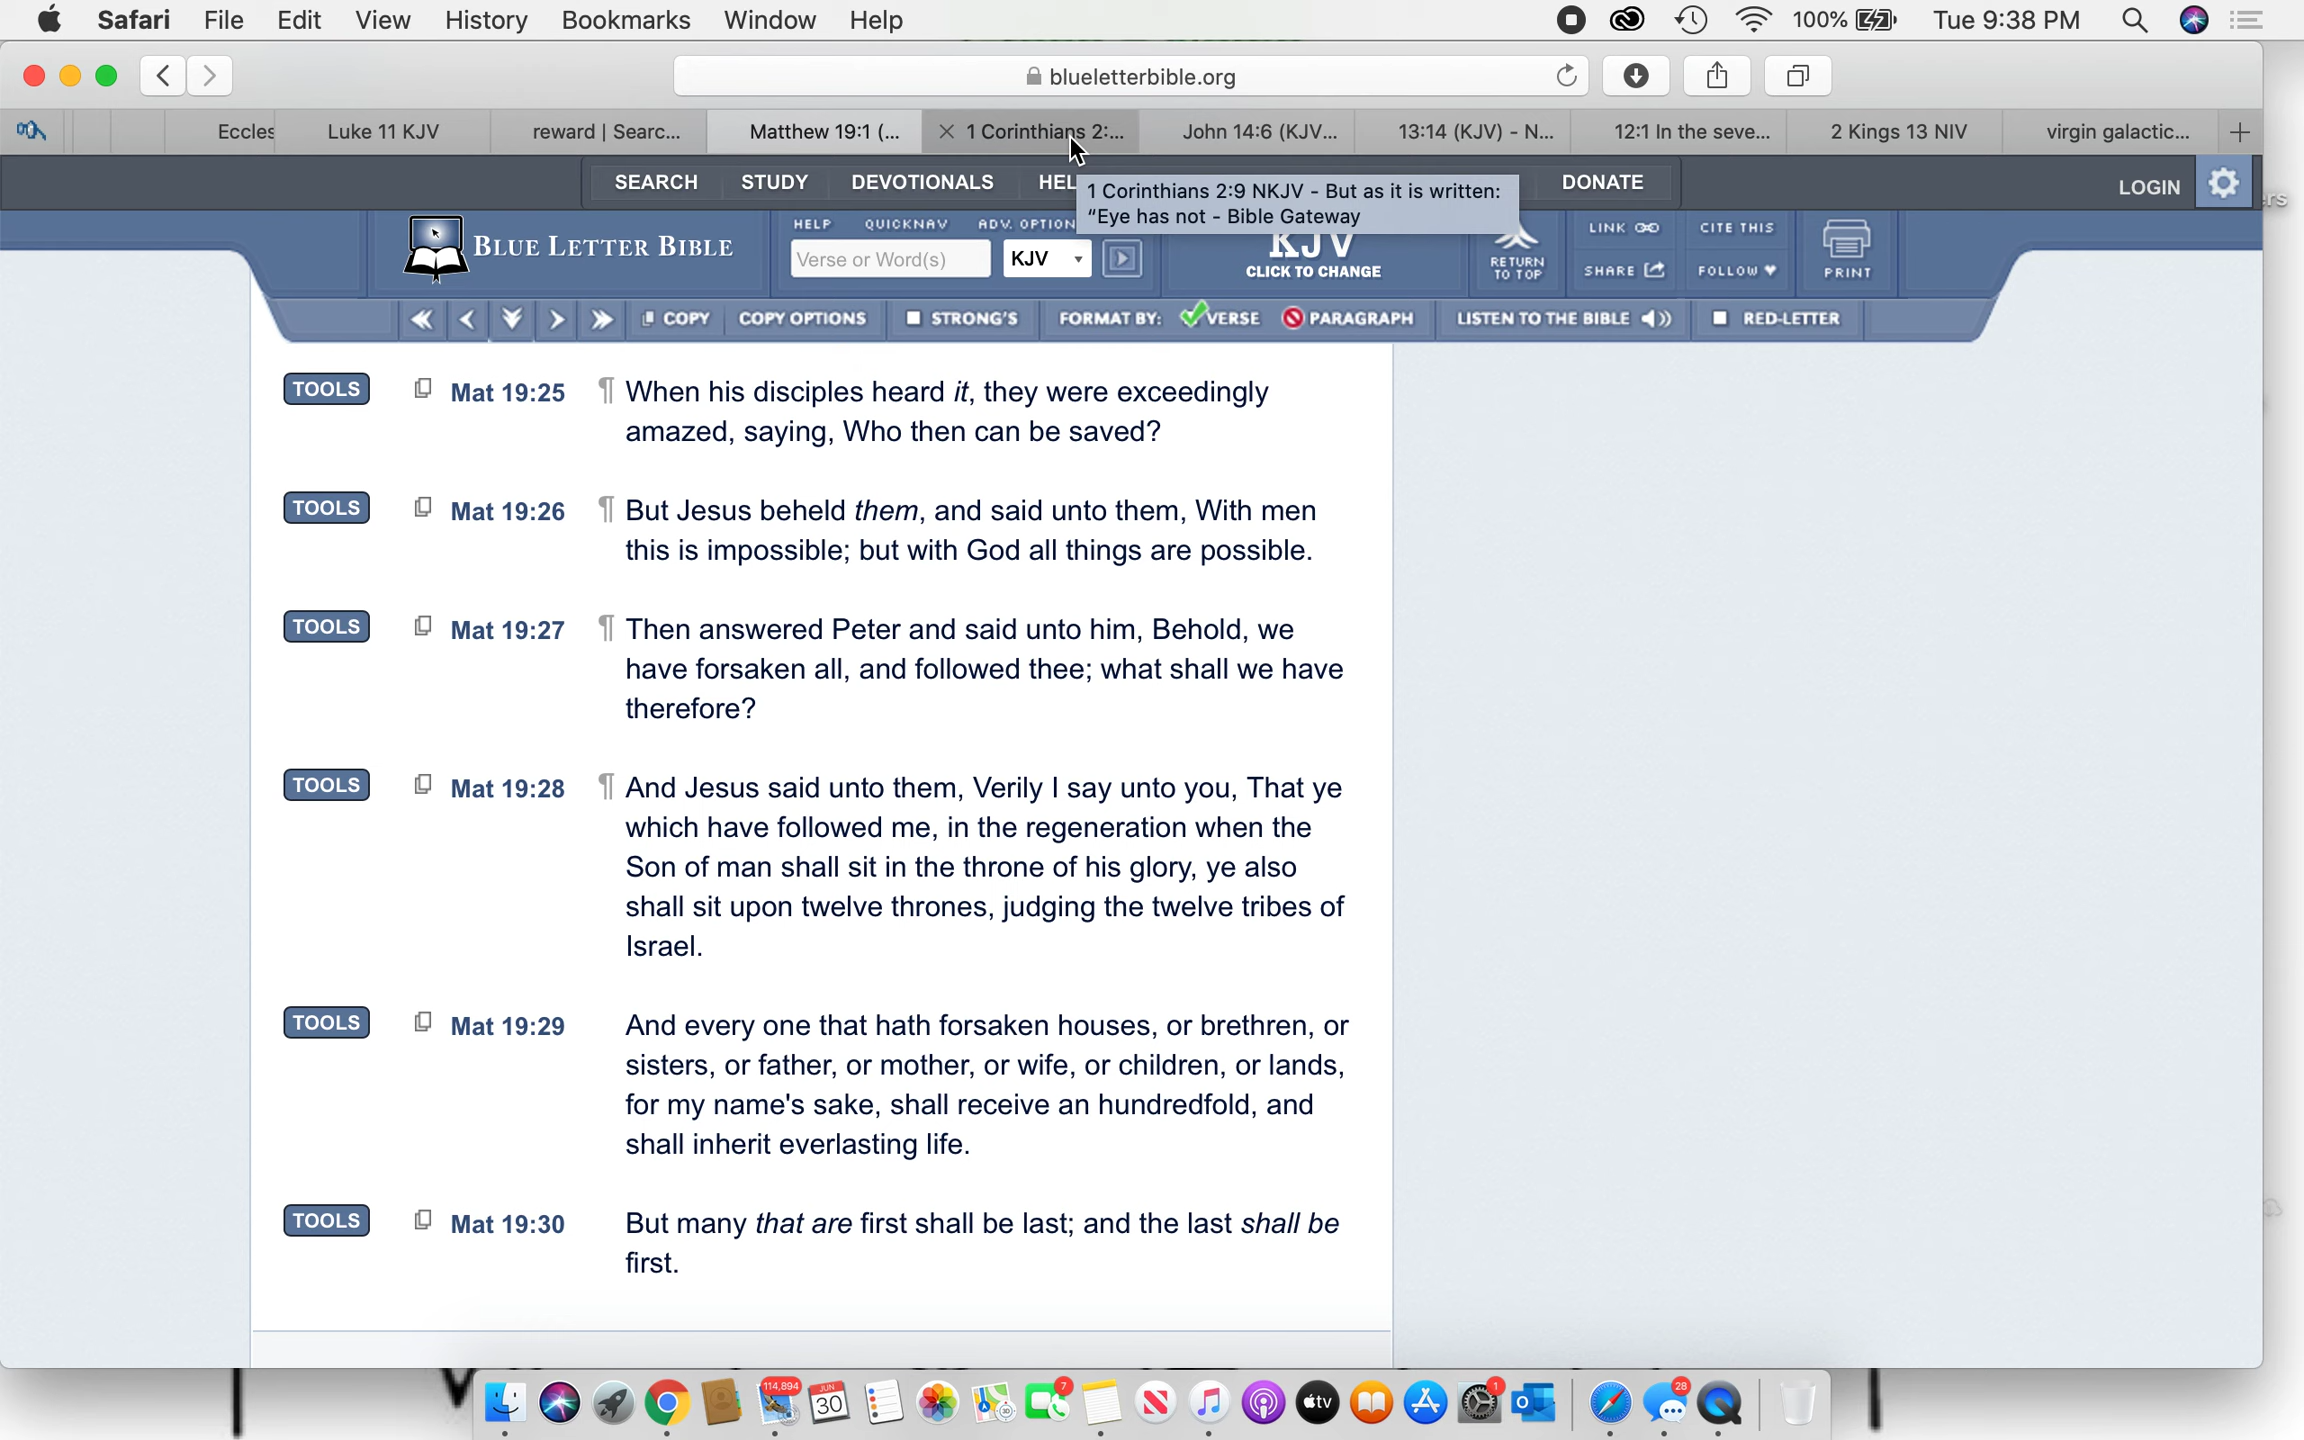 Safari File Edit View History Bookmarks Window Help 100% Tue 9:38 PM
blueletterbible.org
Eccles Luke 11 KJV reward | Searc... Matthew 19:1 (... 1 Corinthians 2:... John 14:6 (KJV... 13:14 (KJV) - N... 12:1 In the seve... 2 Kings 13 NIV virgin galactic...
SEARCH STUDY DEVOTIONALS HEL DONATE LOGIN
1 Corinthians 2:9 NKJV - But as it is written:
“Eye has not - Bible Gateway
HELP QUICKNAV ADV. OPTION
BLUE LETTER BIBLE
Verse or Word(s) KJV
KJV
CLICK TO CHANGE
RETURN
TO TOP
LINK CITE THIS
SHARE FOLLOW
PRINT
COPY COPY OPTIONS STRONG'S FORMAT BY: VERSE PARAGRAPH LISTEN TO THE BIBLE RED-LETTER
TOOLS Mat 19:25 ¶ When his disciples heard it, they were exceedingly
amazed, saying, Who then can be saved?
TOOLS Mat 19:26 ¶ But Jesus beheld them, and said unto them, With men
this is impossible; but with God all things are possible.
TOOLS Mat 19:27 ¶ Then answered Peter and said unto him, Behold, we
have forsaken all, and followed thee; what shall we have
therefore?
TOOLS Mat 19:28 ¶ And Jesus said unto them, Verily I say unto you, That ye
which have followed me, in the regeneration when the
Son of man shall sit in the throne of his glory, ye also
shall sit upon twelve thrones, judging the twelve tribes of
Israel.
TOOLS Mat 19:29 And every one that hath forsaken houses, or brethren, or
sisters, or father, or mother, or wife, or children, or lands,
for my name's sake, shall receive an hundredfold, and
shall inherit everlasting life.
TOOLS Mat 19:30 But many that are first shall be last; and the last shall be
first.
114,894 JUN 30 7 tv 1 28